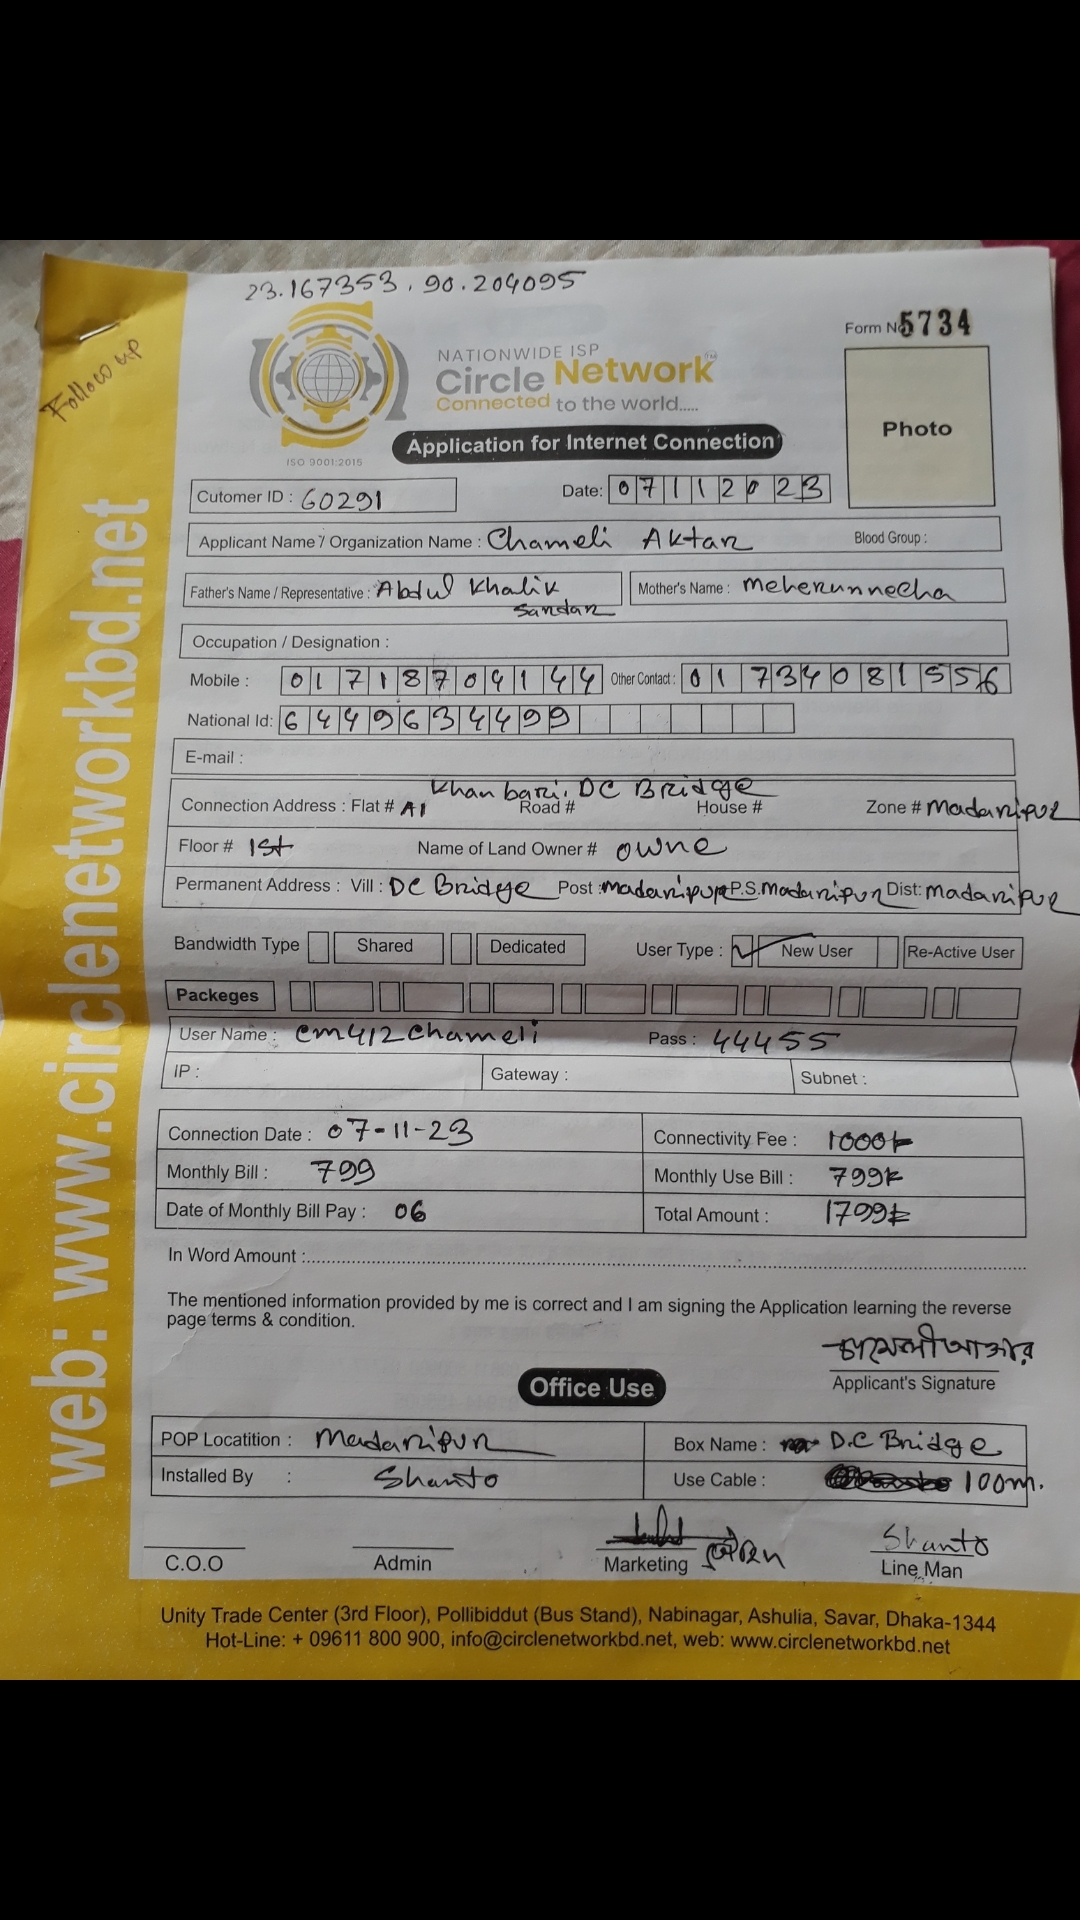 23.167353, 90.204095
Follow up
Form No 5734
NATIONWIDE ISP
Circle Network™
Connected to the world.....
ISO 9001:2015
Application for Internet Connection
Photo
Cutomer ID : 60291
Date: 07112023
Applicant Name / Organization Name : Chameli Aktar
Blood Group :
Father's Name / Representative : Abdul Khalik Sardar
Mother's Name : Meherunnecha
Occupation / Designation :
Mobile : 01718704144 Other Contact : 01734081556
National Id: 6449634499
E-mail :
Khan bari, DC Bridge
Connection Address : Flat # A1 Road # House # Zone # Madaripur
Floor # 1st Name of Land Owner # owne
Permanent Address : Vill : DC Bridge Post : Madaripur P.S. Madaripur Dist: Madaripur
Bandwidth Type Shared Dedicated User Type : ✓ New User Re-Active User
Packeges
User Name : cm412chameli Pass : 44455
IP : Gateway : Subnet :
Connection Date : 07-11-23 Connectivity Fee : 1000/-
Monthly Bill : 799 Monthly Use Bill : 799/-
Date of Monthly Bill Pay : 06 Total Amount : 1799/=
In Word Amount :
The mentioned information provided by me is correct and I am signing the Application learning the reverse
page terms & condition.
চামেলী আক্তার
Applicant's Signature
Office Use
POP Locatition : Madaripur Box Name : D.C Bridge
Installed By : Shanto Use Cable : 100m.
Shanto
C.O.O Admin Marketing Line Man
Unity Trade Center (3rd Floor), Pollibiddut (Bus Stand), Nabinagar, Ashulia, Savar, Dhaka-1344
Hot-Line: + 09611 800 900, info@circlenetworkbd.net, web: www.circlenetworkbd.net
web: www.circlenetworkbd.net